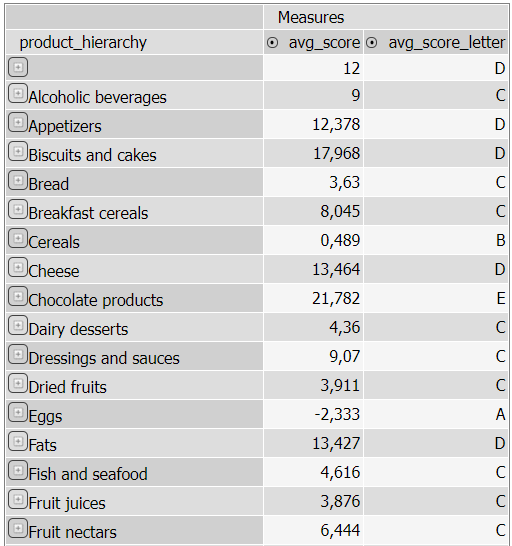 Measures
product_hierarchy avg_score avg_score_letter
12 D
Alcoholic beverages 9 C
Appetizers 12,378 D
Biscuits and cakes 17,968 D
Bread 3,63 C
Breakfast cereals 8,045 C
Cereals 0,489 B
Cheese 13,464 D
Chocolate products 21,782 E
Dairy desserts 4,36 C
Dressings and sauces 9,07 C
Dried fruits 3,911 C
Eggs -2,333 A
Fats 13,427 D
Fish and seafood 4,616 C
Fruit juices 3,876 C
Fruit nectars 6,444 C